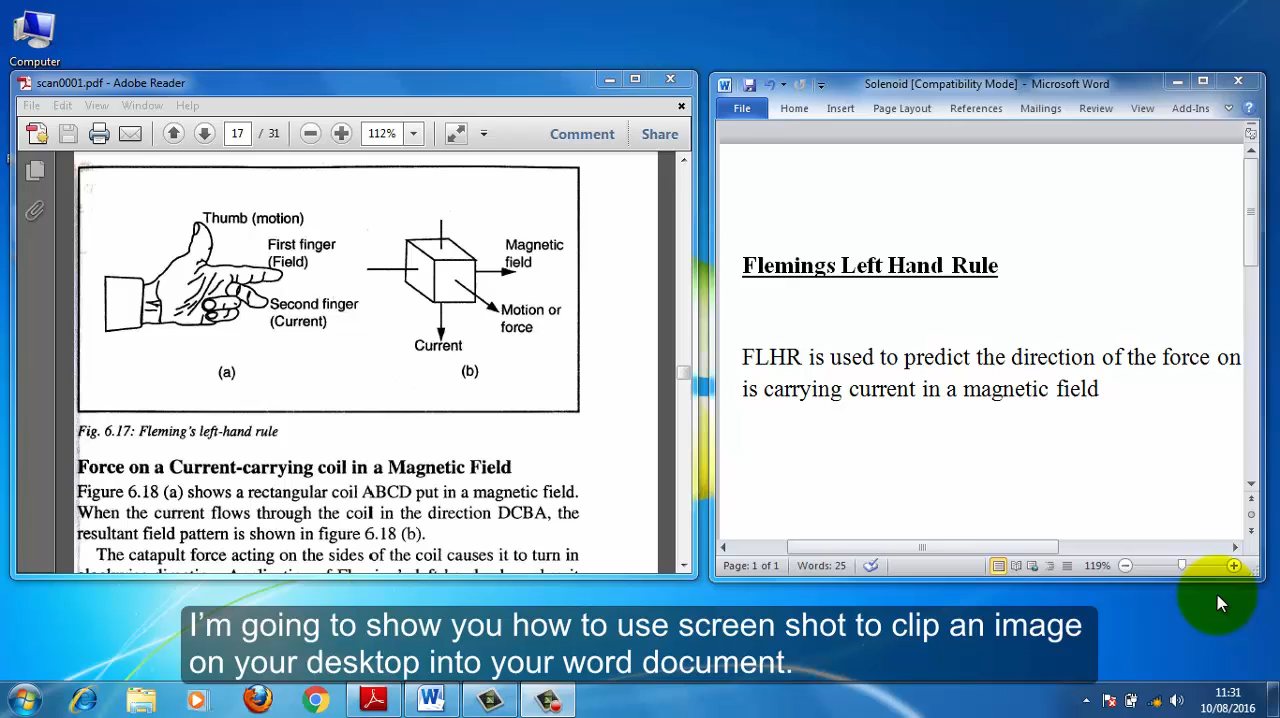 Computer
scan0001.pdf - Adobe Reader
File Edit View Window Help
17 / 31
112%
Comment
Share
Thumb (motion)
First finger
(Field)
Second finger
(Current)
(a)
Magnetic
field
Motion or
force
Current
(b)
Fig. 6.17: Fleming's left-hand rule
Force on a Current-carrying coil in a Magnetic Field
Figure 6.18 (a) shows a rectangular coil ABCD put in a magnetic field.
When the current flows through the coil in the direction DCBA, the
resultant field pattern is shown in figure 6.18 (b).
The catapult force acting on the sides of the coil causes it to turn in
Solenoid [Compatibility Mode] - Microsoft Word
File Home Insert Page Layout References Mailings Review View Add-Ins
Flemings Left Hand Rule
FLHR is used to predict the direction of the force on
is carrying current in a magnetic field
Page: 1 of 1
Words: 25
119%
I'm going to show you how to use screen shot to clip an image
on your desktop into your word document.
11:31
10/08/2016